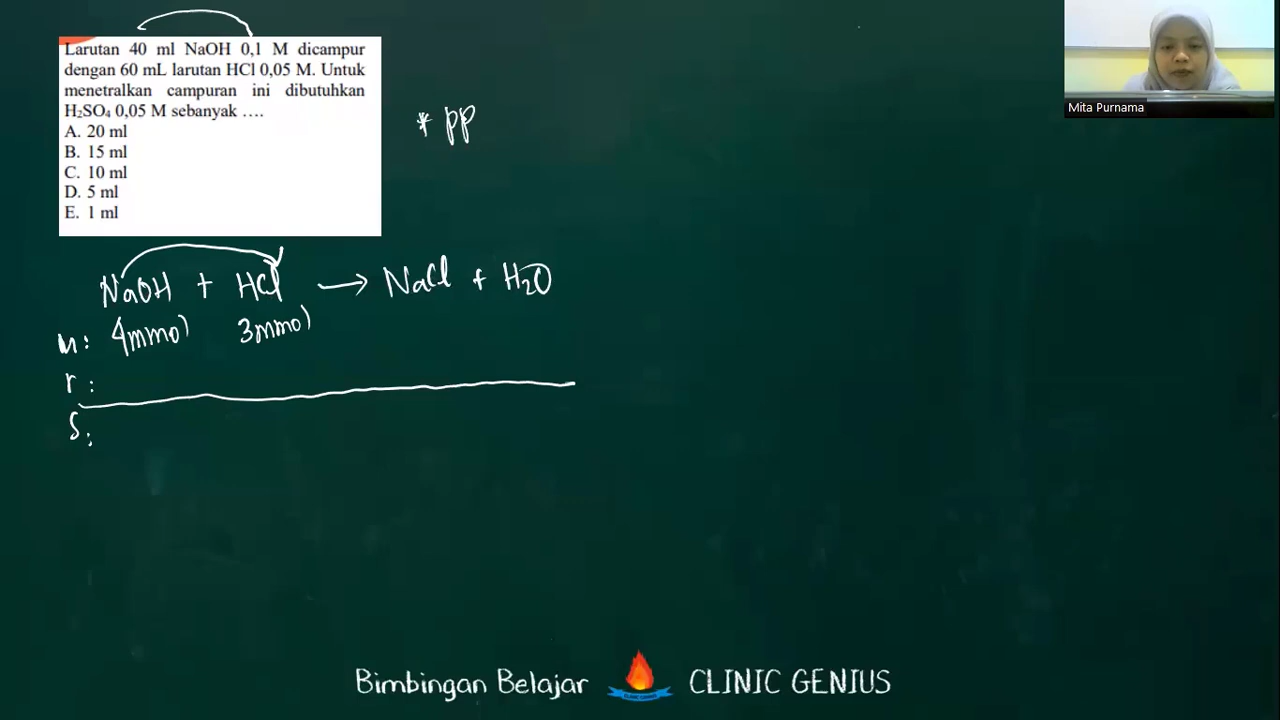 Larutan 40 ml NaOH 0,1 M dicampur
dengan 60 mL larutan HCl 0,05 M. Untuk
menetralkan campuran ini dibutuhkan
H₂SO₄ 0,05 M sebanyak ….
A. 20 ml
B. 15 ml
C. 10 ml
D. 5 ml
E. 1 ml
* PP
Mita Purnama
NaOH + HCl → NaCl + H₂O
m: 4mmol 3mmol
r:
s:
Bimbingan Belajar CLINIC GENIUS